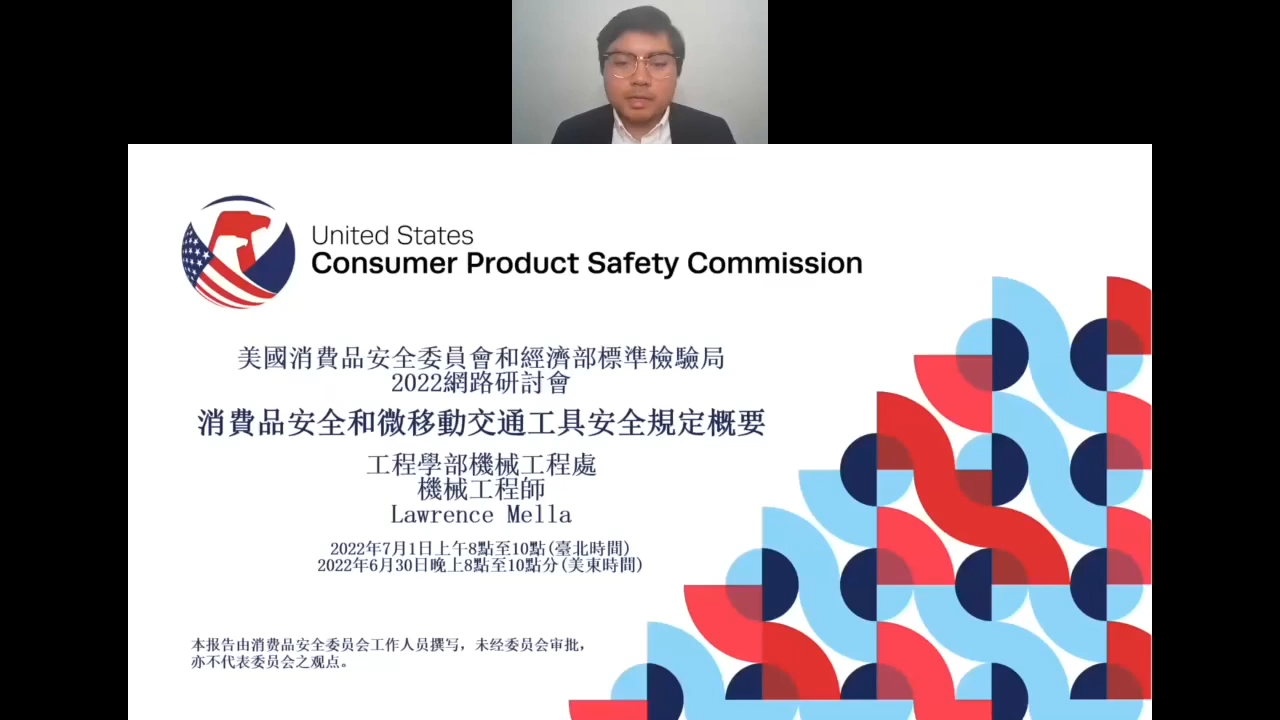 United States
Consumer Product Safety Commission
美國消費品安全委員會和經濟部標準檢驗局
2022網路研討會
消費品安全和微移動交通工具安全規定概要
工程學部機械工程處
機械工程師
Lawrence Mella
2022年7月1日上午8點至10點(臺北時間)
2022年6月30日晚上8點至10點分(美東時間)
本报告由消费品安全委员会工作人员撰写，未经委员会审批，
亦不代表委员会之观点。